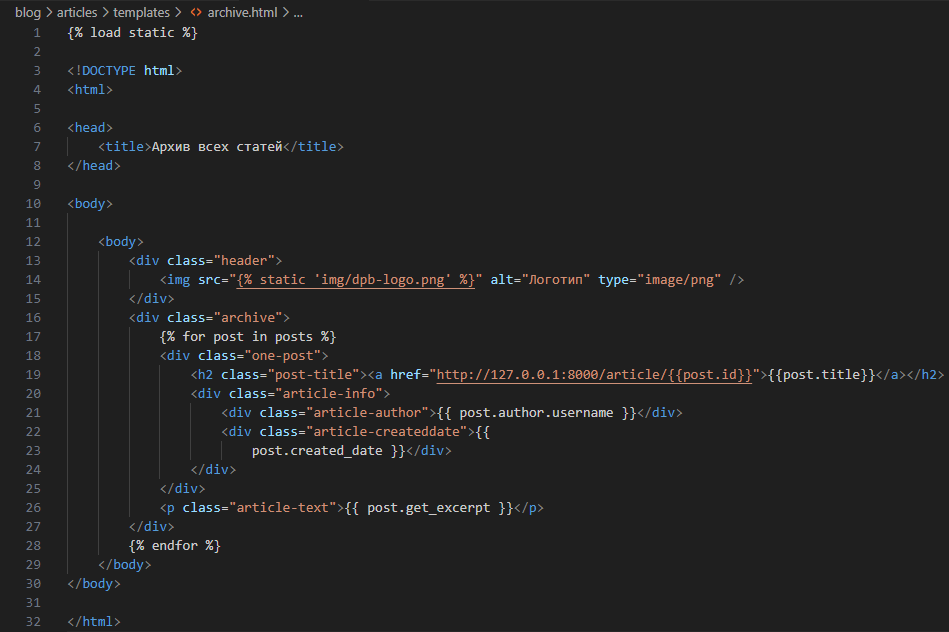 blog > articles > templates > <> archive.html > ...
1 {% load static %}
2
3 <!DOCTYPE html>
4 <html>
5
6 <head>
7     <title>Архив всех статей</title>
8 </head>
9
10 <body>
11
12     <body>
13         <div class="header">
14             <img src="{% static 'img/dpb-logo.png' %}" alt="Логотип" type="image/png" />
15         </div>
16         <div class="archive">
17             {% for post in posts %}
18             <div class="one-post">
19                 <h2 class="post-title"><a href="http://127.0.0.1:8000/article/{{post.id}}">{{post.title}}</a></h2>
20                 <div class="article-info">
21                     <div class="article-author">{{ post.author.username }}</div>
22                     <div class="article-createddate">{{
23                         post.created_date }}</div>
24                 </div>
25             </div>
26             <p class="article-text">{{ post.get_excerpt }}</p>
27         </div>
28         {% endfor %}
29     </body>
30 </body>
31
32 </html>